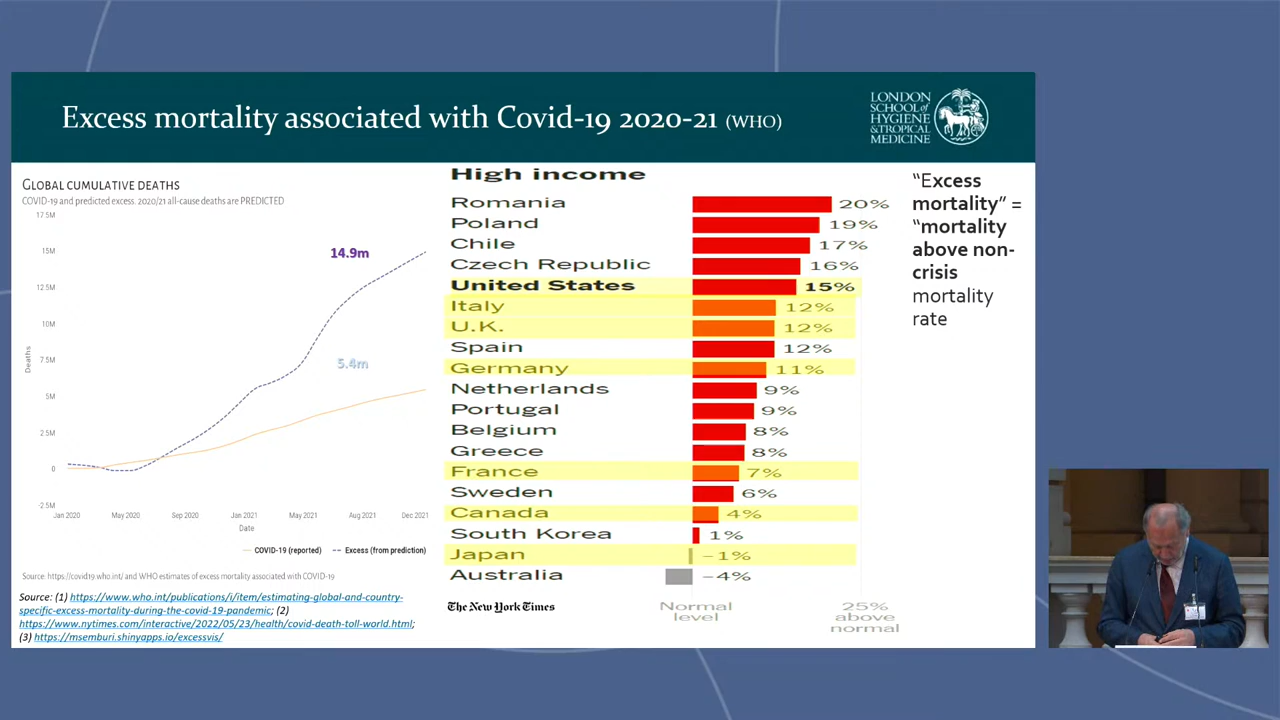 Excess mortality associated with Covid-19 2020-21 (WHO)
LONDON
SCHOOL of
HYGIENE
&TROPICAL
MEDICINE
GLOBAL CUMULATIVE DEATHS
COVID-19 and predicted excess. 2020/21 all-cause deaths are PREDICTED
17.5M
15M
12.5M
10M
7.5M
5M
2.5M
0
-2.5M
Deaths
14.9m
5.4m
Jan 2020
May 2020
Sep 2020
Jan 2021
May 2021
Aug 2021
Dec 2021
Date
COVID-19 (reported)
Excess (from prediction)
Source: https://covid19.who.int/ and WHO estimates of excess mortality associated with COVID-19
Source: (1) https://www.who.int/publications/i/item/estimating-global-and-country-
specific-excess-mortality-during-the-covid-19-pandemic; (2)
https://www.nytimes.com/interactive/2022/05/23/health/covid-death-toll-world.html;
(3) https://msemburi.shinyapps.io/excessvis/
High income
Romania 20%
Poland 19%
Chile 17%
Czech Republic 16%
United States 15%
Italy 12%
U.K. 12%
Spain 12%
Germany 11%
Netherlands 9%
Portugal 9%
Belgium 8%
Greece 8%
France 7%
Sweden 6%
Canada 4%
South Korea 1%
Japan −1%
Australia −4%
The New York Times
Normal
level
25%
above
normal
"Excess
mortality" =
"mortality
above non-
crisis
mortality
rate